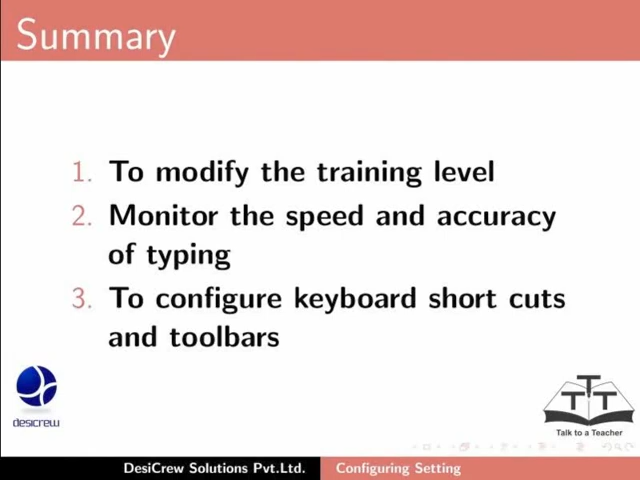 Summary
1. To modify the training level
2. Monitor the speed and accuracy
of typing
3. To configure keyboard short cuts
and toolbars
desicrew
TTT
Talk to a Teacher
DesiCrew Solutions Pvt.Ltd. Configuring Setting